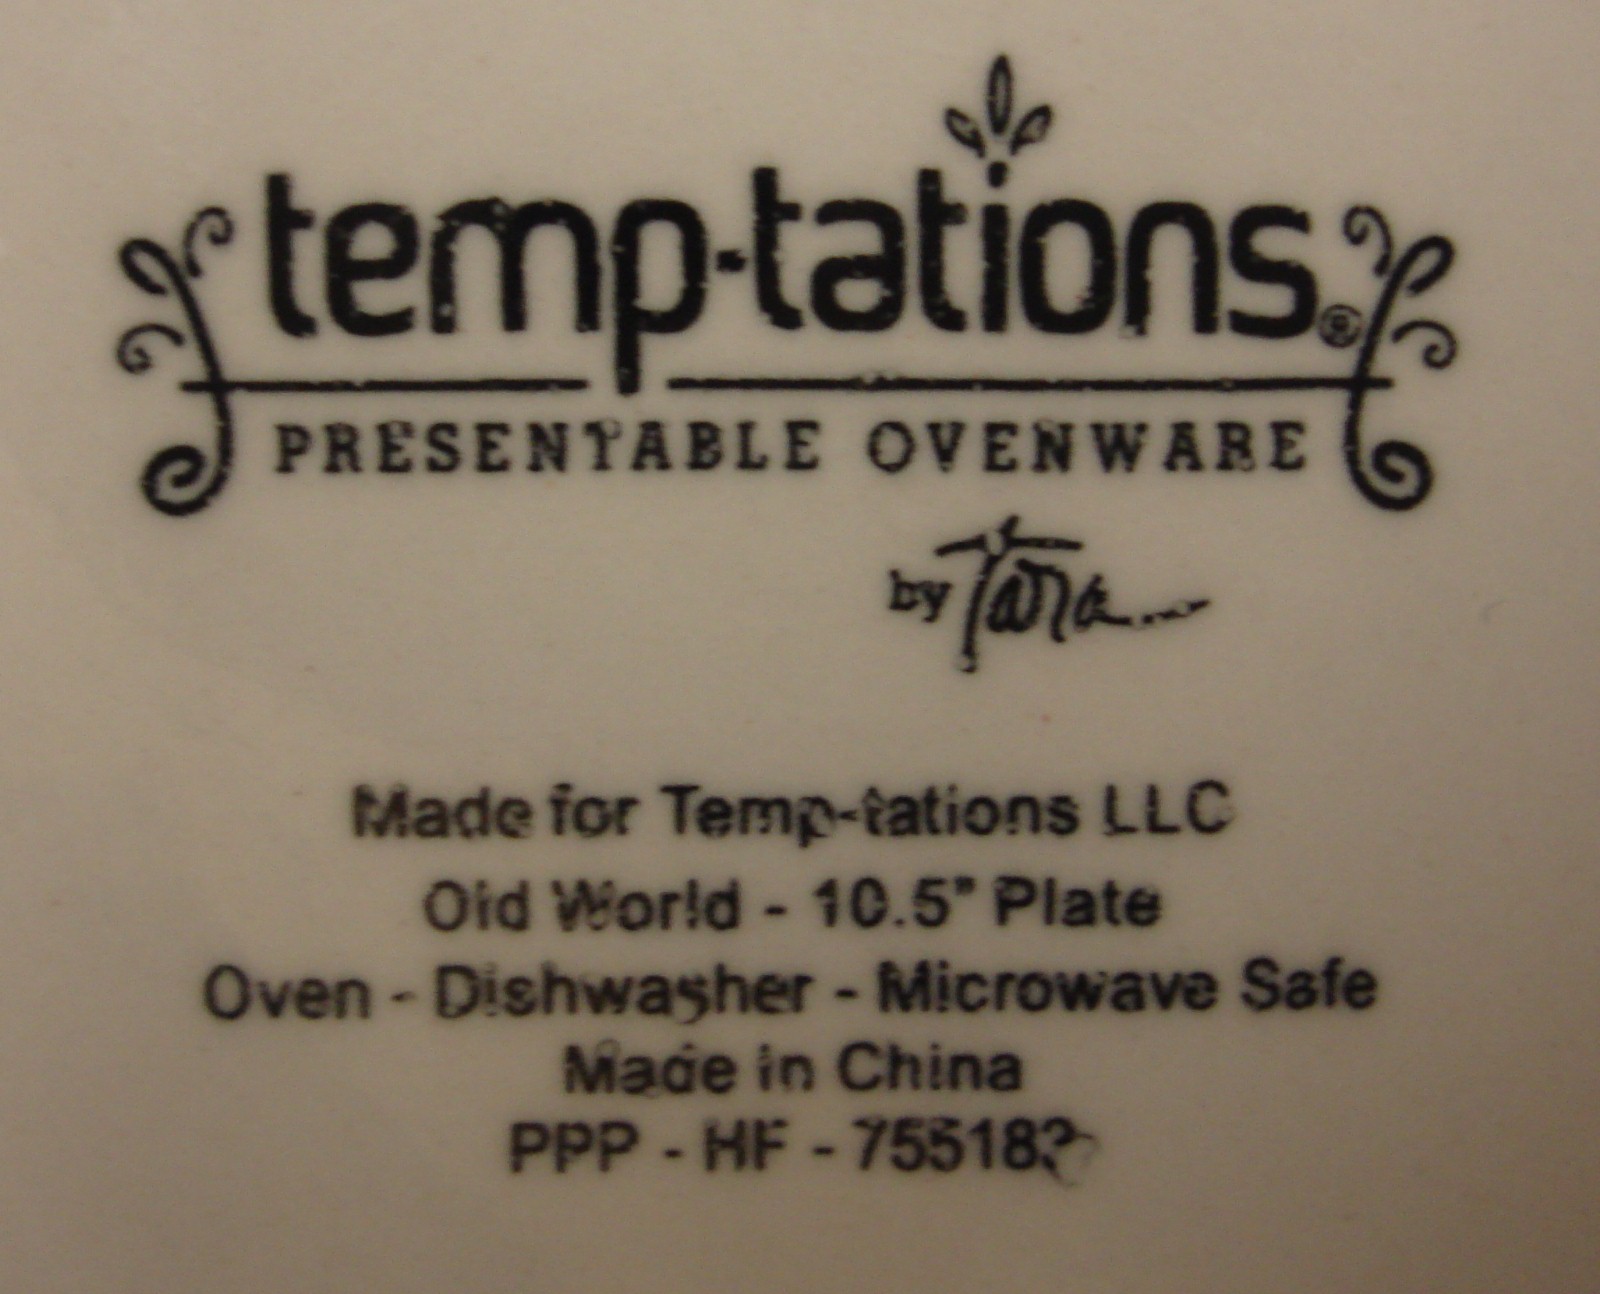 temp-tations®
PRESENTABLE OVENWARE
by Tara
Made for Temp-tations LLC
Old World - 10.5" Plate
Oven - Dishwasher - Microwave Safe
Made in China
PPP - HF -